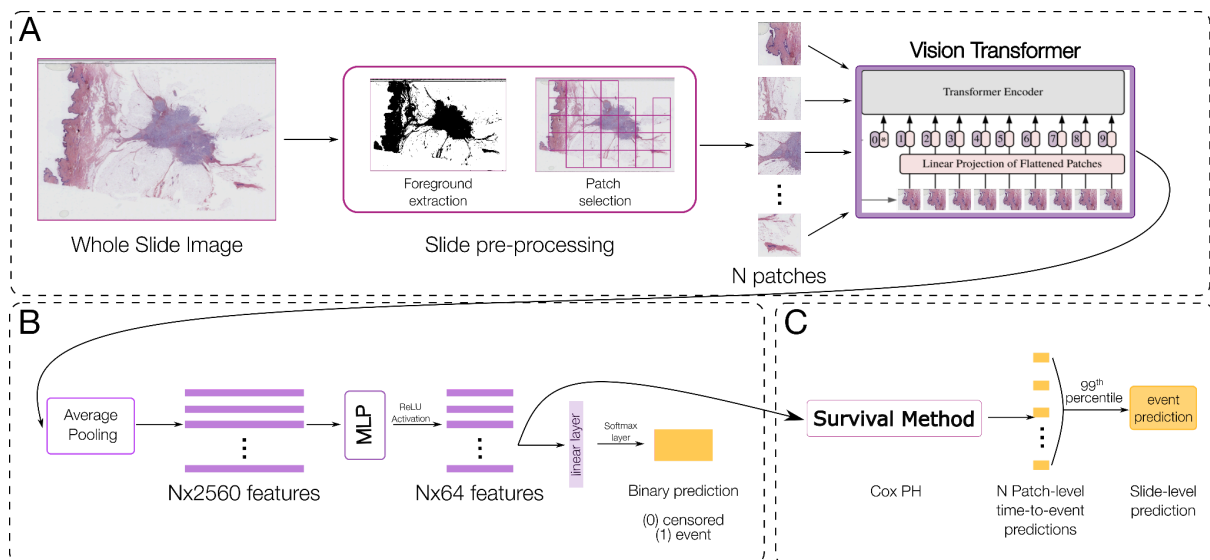 A
Whole Slide Image
Foreground
extraction
Patch
selection
Slide pre-processing
N patches
Vision Transformer
Transformer Encoder
0 * 1 2 3 4 5 6 7 8 9
Linear Projection of Flattened Patches
B
Average
Pooling
Nx2560 features
MLP
ReLU
Activation
Nx64 features
linear layer
Softmax
layer
Binary prediction
(0) censored
(1) event
C
Survival Method
Cox PH
N Patch-level
time-to-event
predictions
99th
percentile
event
prediction
Slide-level
prediction